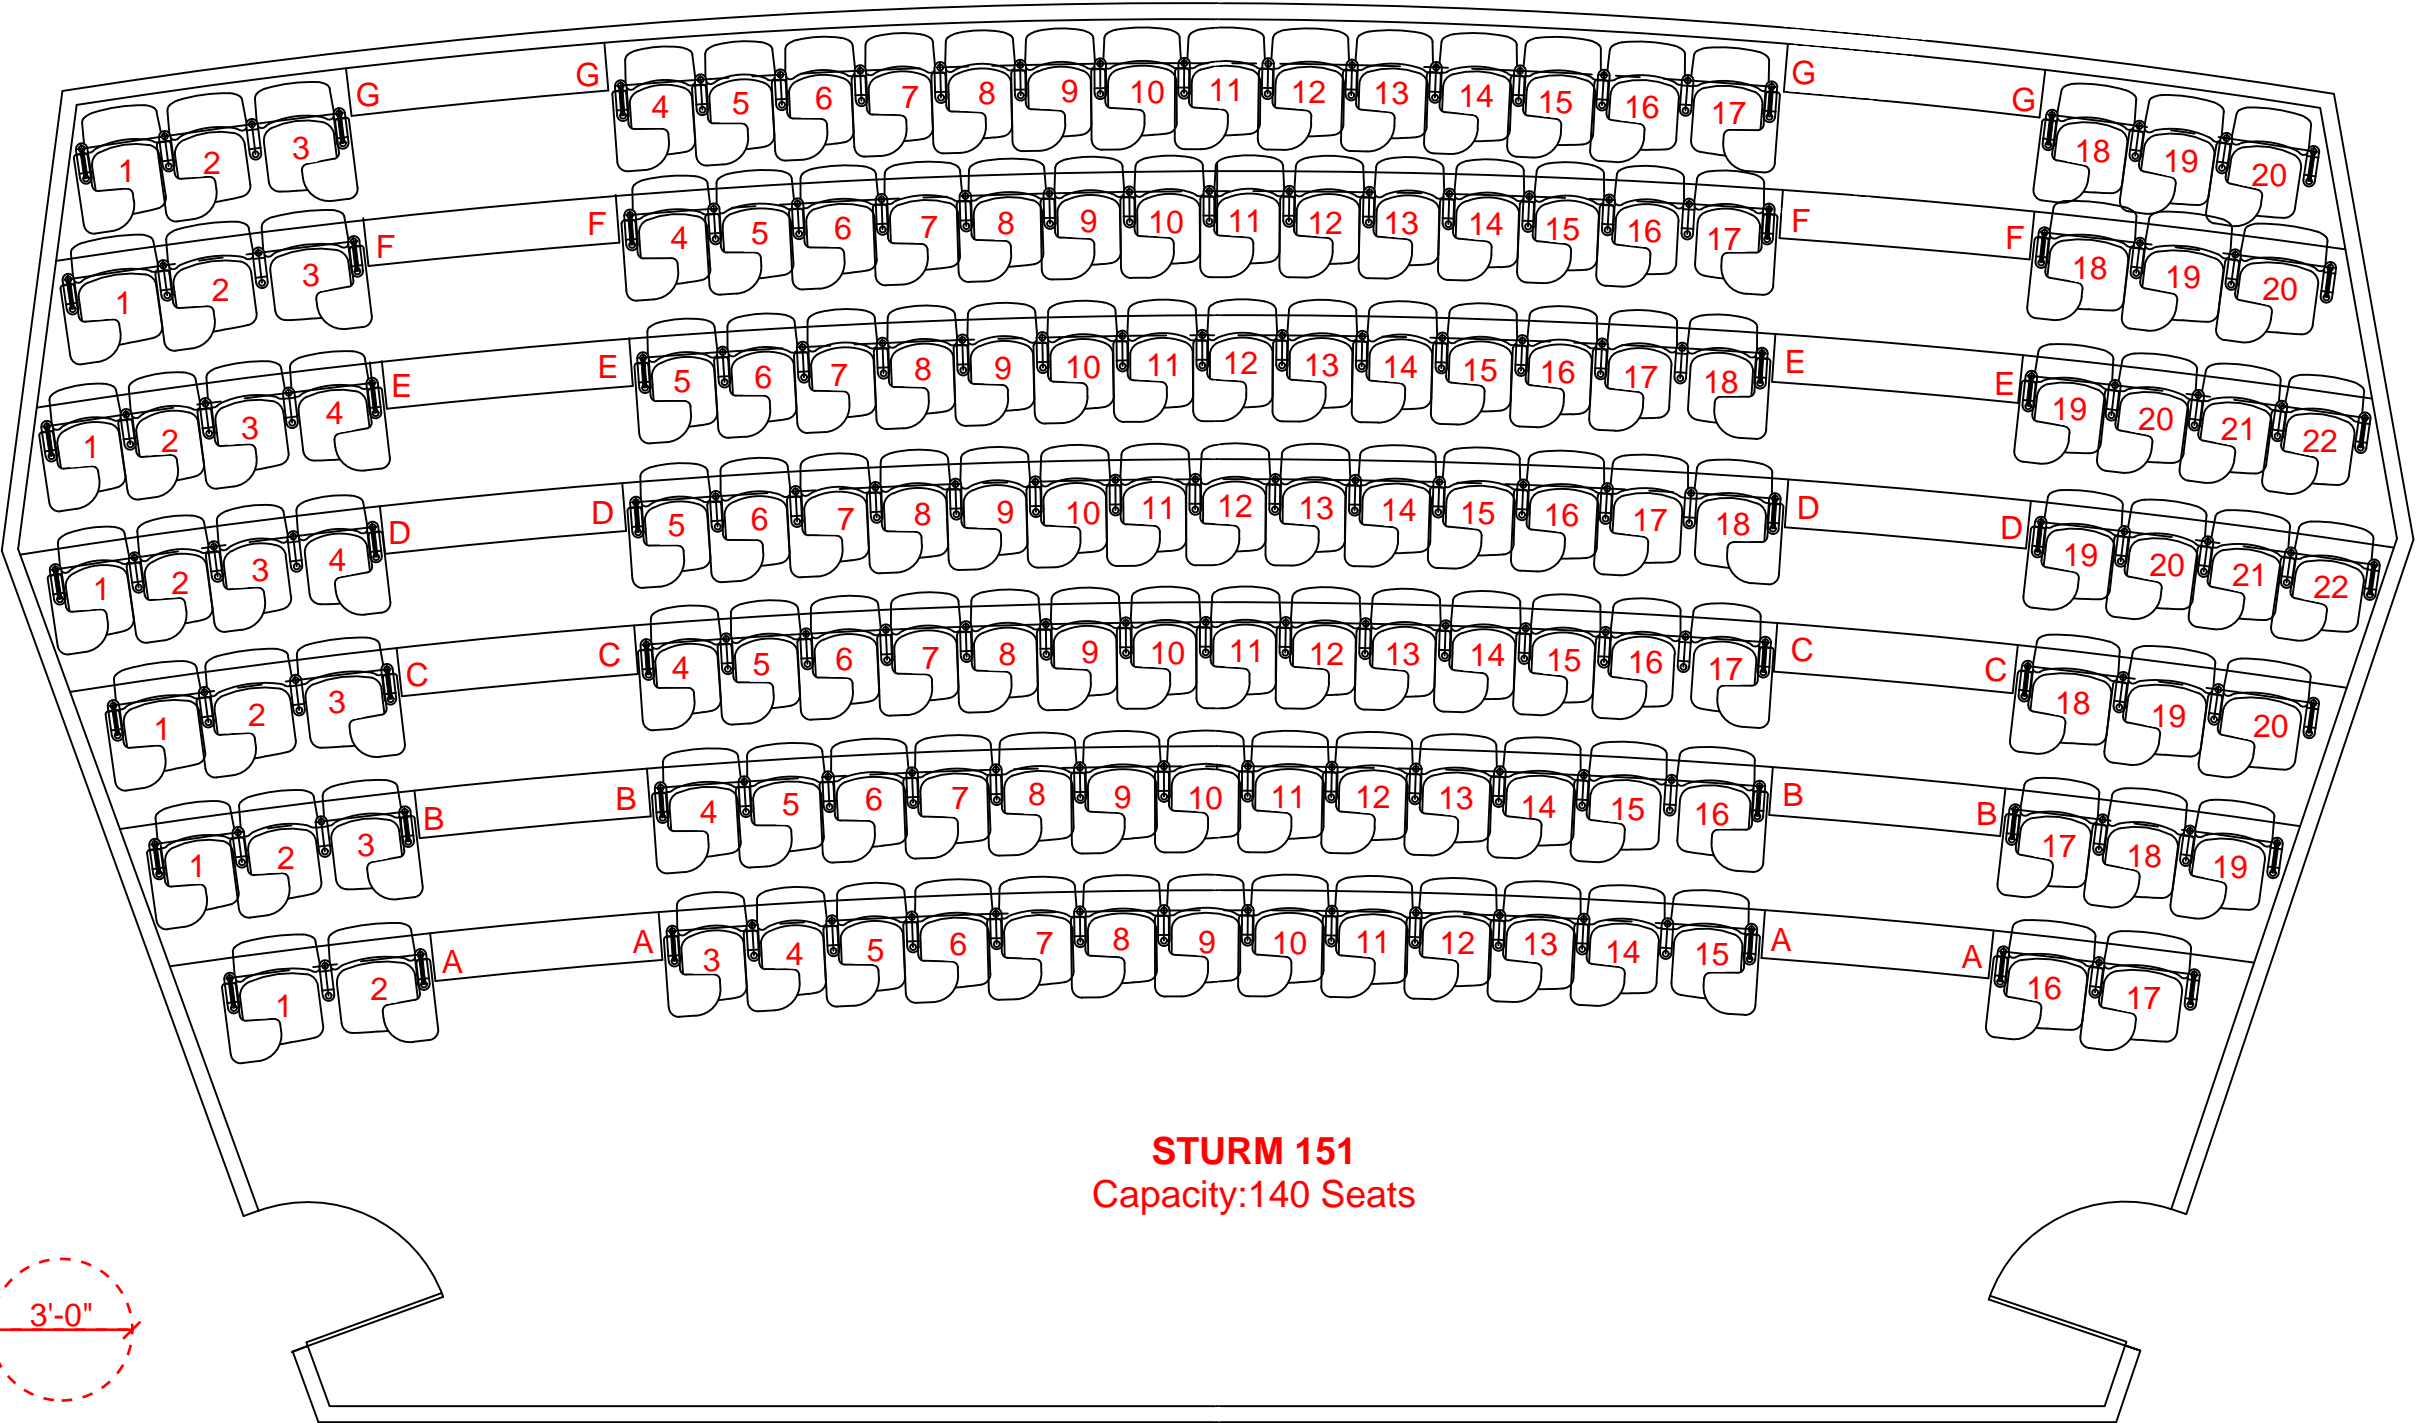 1 2 3 G G 4 5 6 7 8 9 10 11 12 13 14 15 16 17 G G 18 19 20
1 2 3 F F 4 5 6 7 8 9 10 11 12 13 14 15 16 17 F F 18 19 20
1 2 3 4 E E 5 6 7 8 9 10 11 12 13 14 15 16 17 18 E E 19 20 21 22
1 2 3 4 D D 5 6 7 8 9 10 11 12 13 14 15 16 17 18 D D 19 20 21 22
1 2 3 C C 4 5 6 7 8 9 10 11 12 13 14 15 16 17 C C 18 19 20
1 2 3 B B 4 5 6 7 8 9 10 11 12 13 14 15 16 B B 17 18 19
1 2 A A 3 4 5 6 7 8 9 10 11 12 13 14 15 A A 16 17
STURM 151
Capacity:140 Seats
3'-0"